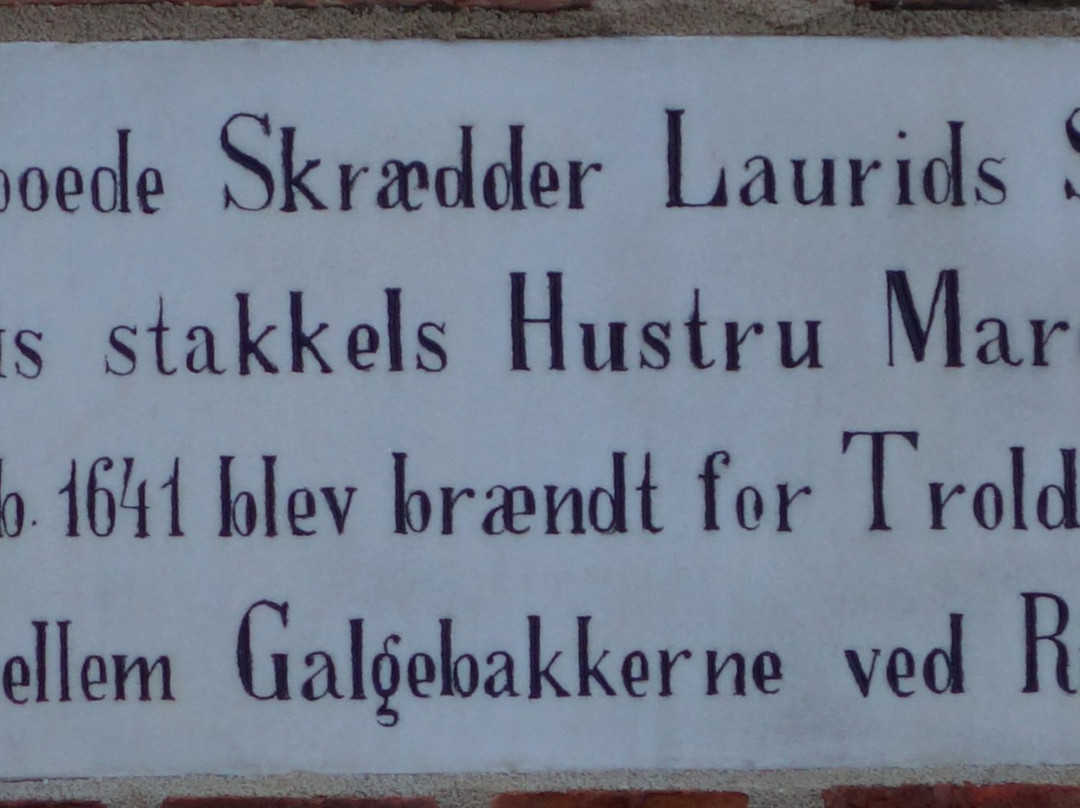 boede Skrædder Laurids S
is stakkels Hustru Mar
b. 1641 blev brændt for Trold
ellem Galgebakkerne ved R